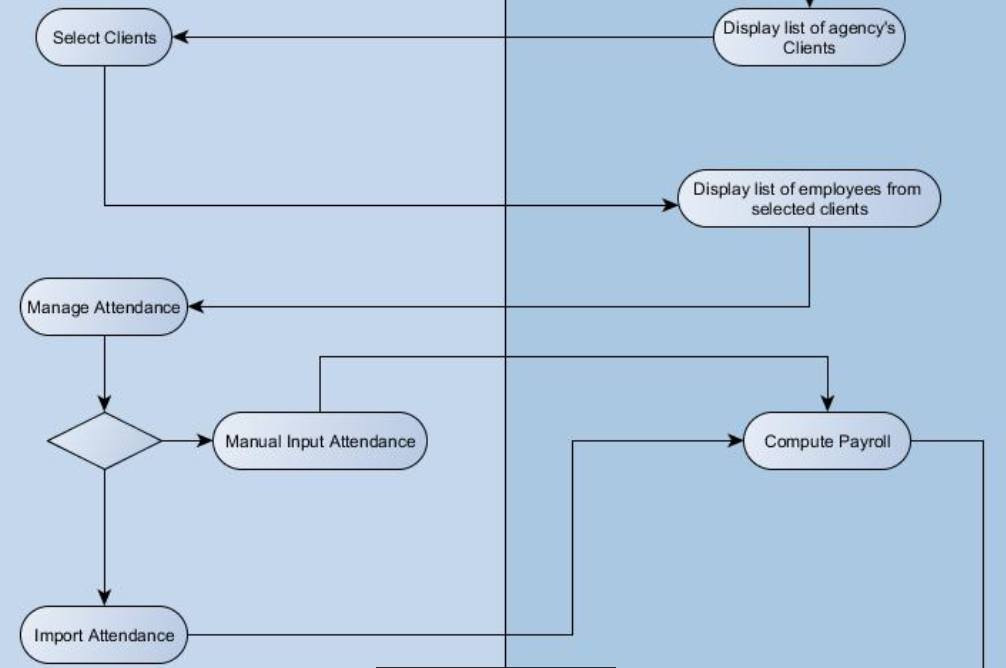 Select Clients
Display list of agency's
Clients
Display list of employees from
selected clients
Manage Attendance
Manual Input Attendance
Compute Payroll
Import Attendance